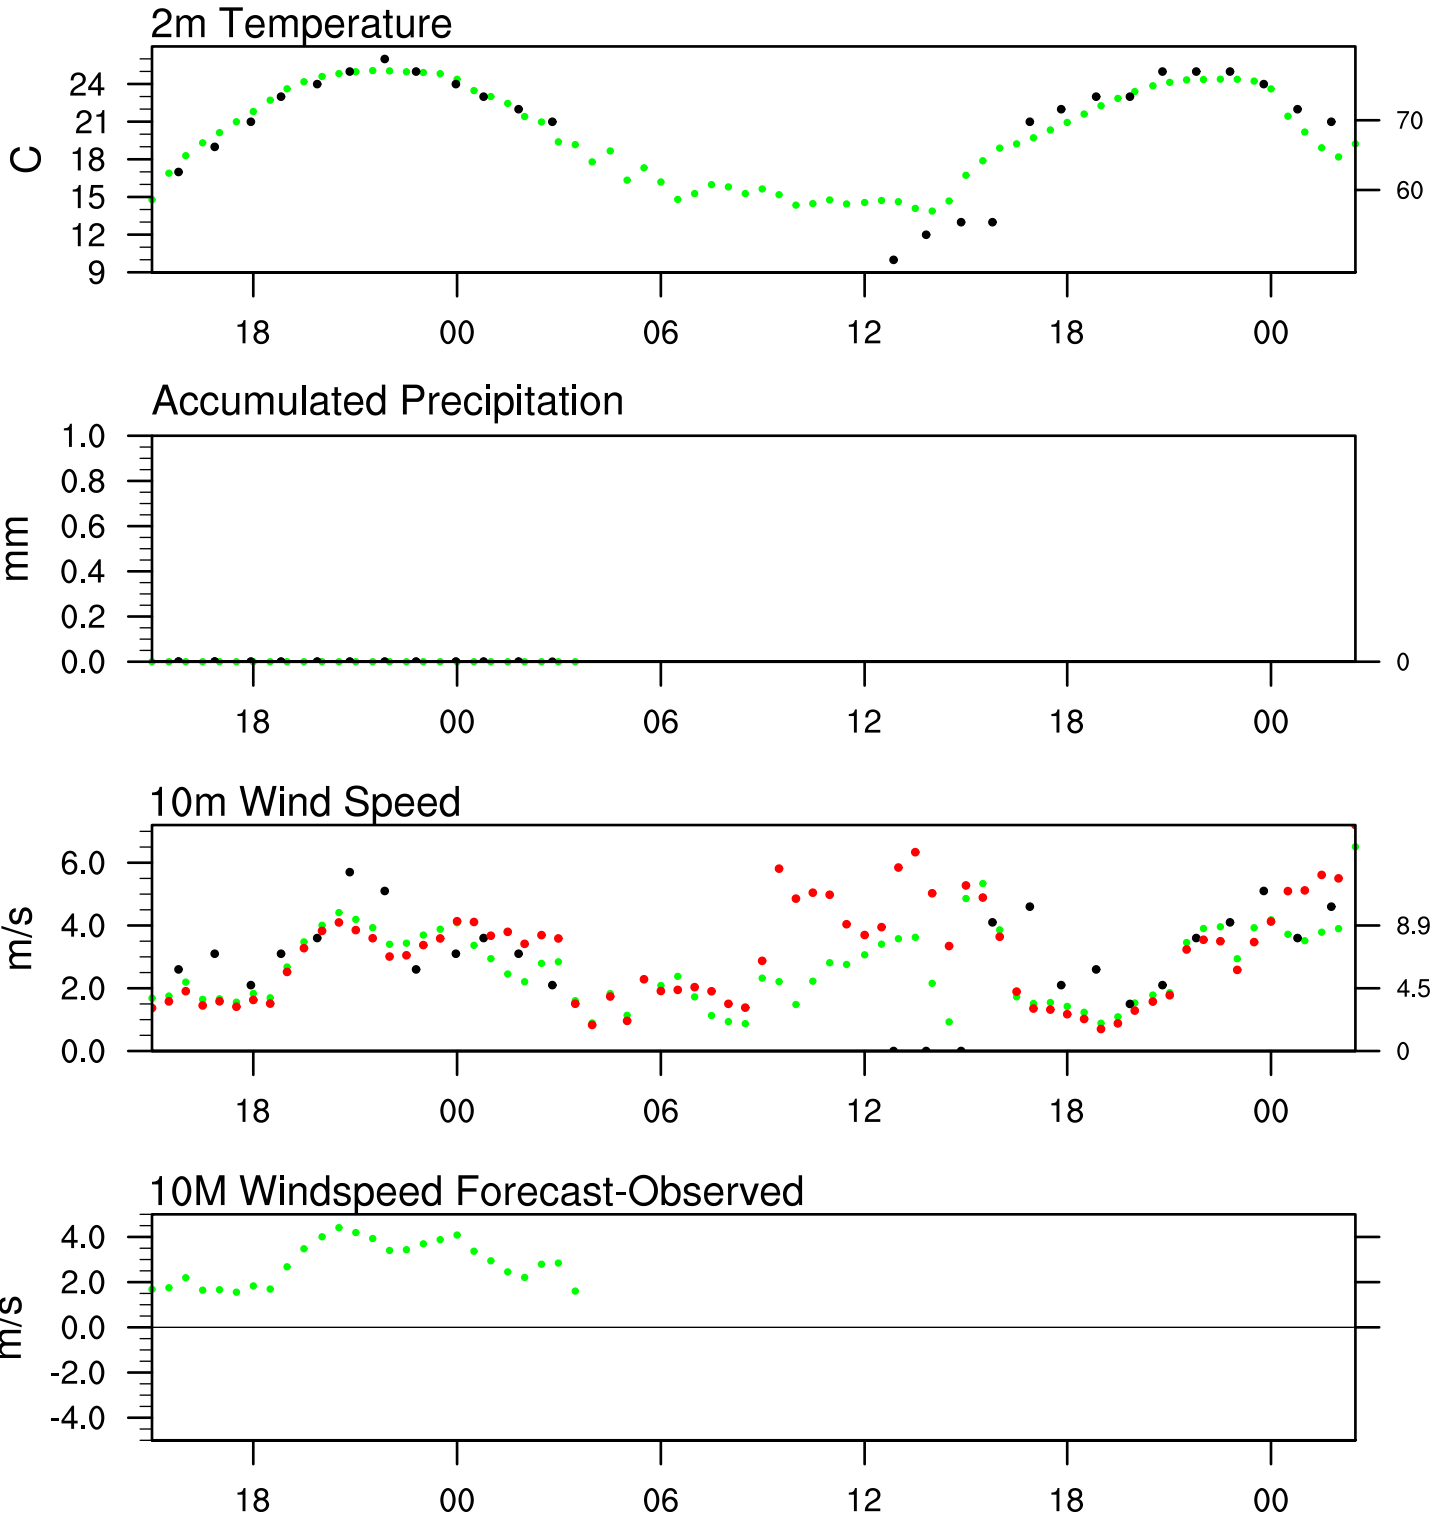 2m Temperature
24
21
18
15
12
9
C
70
60
18 00 06 12 18 00
Accumulated Precipitation
1.0
0.8
0.6
0.4
0.2
0.0
mm
0
18 00 06 12 18 00
10m Wind Speed
6.0
4.0
2.0
0.0
m/s
8.9
4.5
0
18 00 06 12 18 00
10M Windspeed Forecast-Observed
4.0
2.0
0.0
-2.0
-4.0
m/s
18 00 06 12 18 00